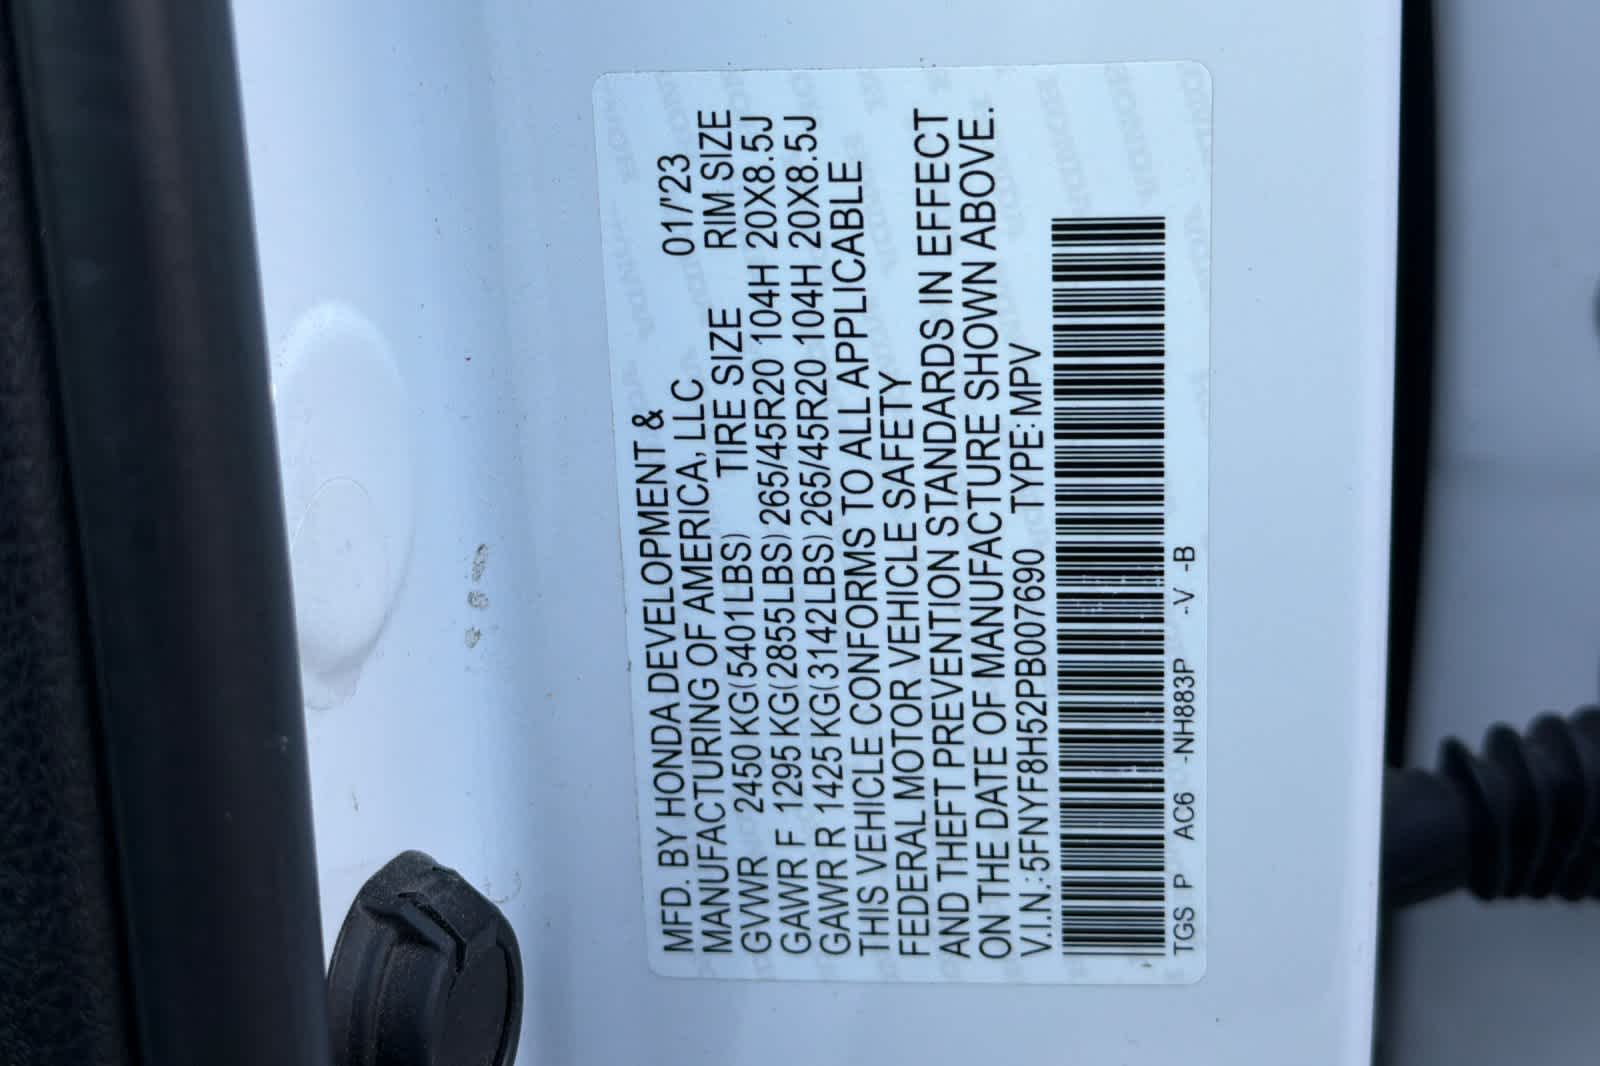 MFD. BY HONDA DEVELOPMENT &
MANUFACTURING OF AMERICA, LLC 01/'23
GVWR 2450 KG(5401LBS) TIRE SIZE RIM SIZE
GAWR F 1295 KG(2855LBS) 265/45R20 104H 20X8.5J
GAWR R 1425 KG(3142LBS) 265/45R20 104H 20X8.5J
THIS VEHICLE CONFORMS TO ALL APPLICABLE
FEDERAL MOTOR VEHICLE SAFETY
AND THEFT PREVENTION STANDARDS IN EFFECT
ON THE DATE OF MANUFACTURE SHOWN ABOVE.
V.I.N.: 5FNYF8H52PB007690 TYPE: MPV
TGS P AC6 -NH883P -V -B